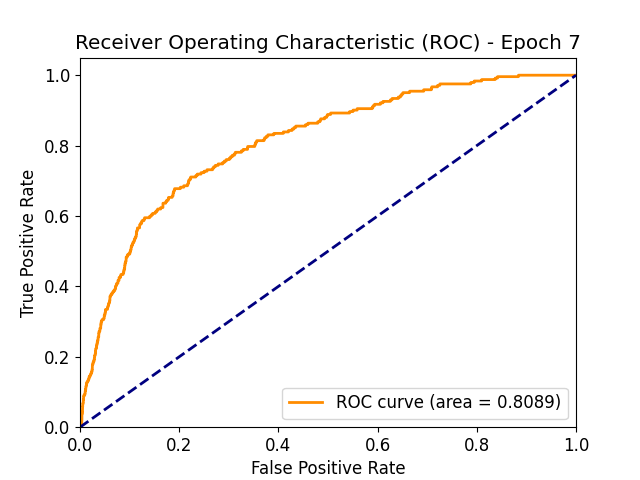 Receiver Operating Characteristic (ROC) - Epoch 7
True Positive Rate
1.0
0.8
0.6
0.4
0.2
0.0
ROC curve (area = 0.8089)
0.0 0.2 0.4 0.6 0.8 1.0
False Positive Rate